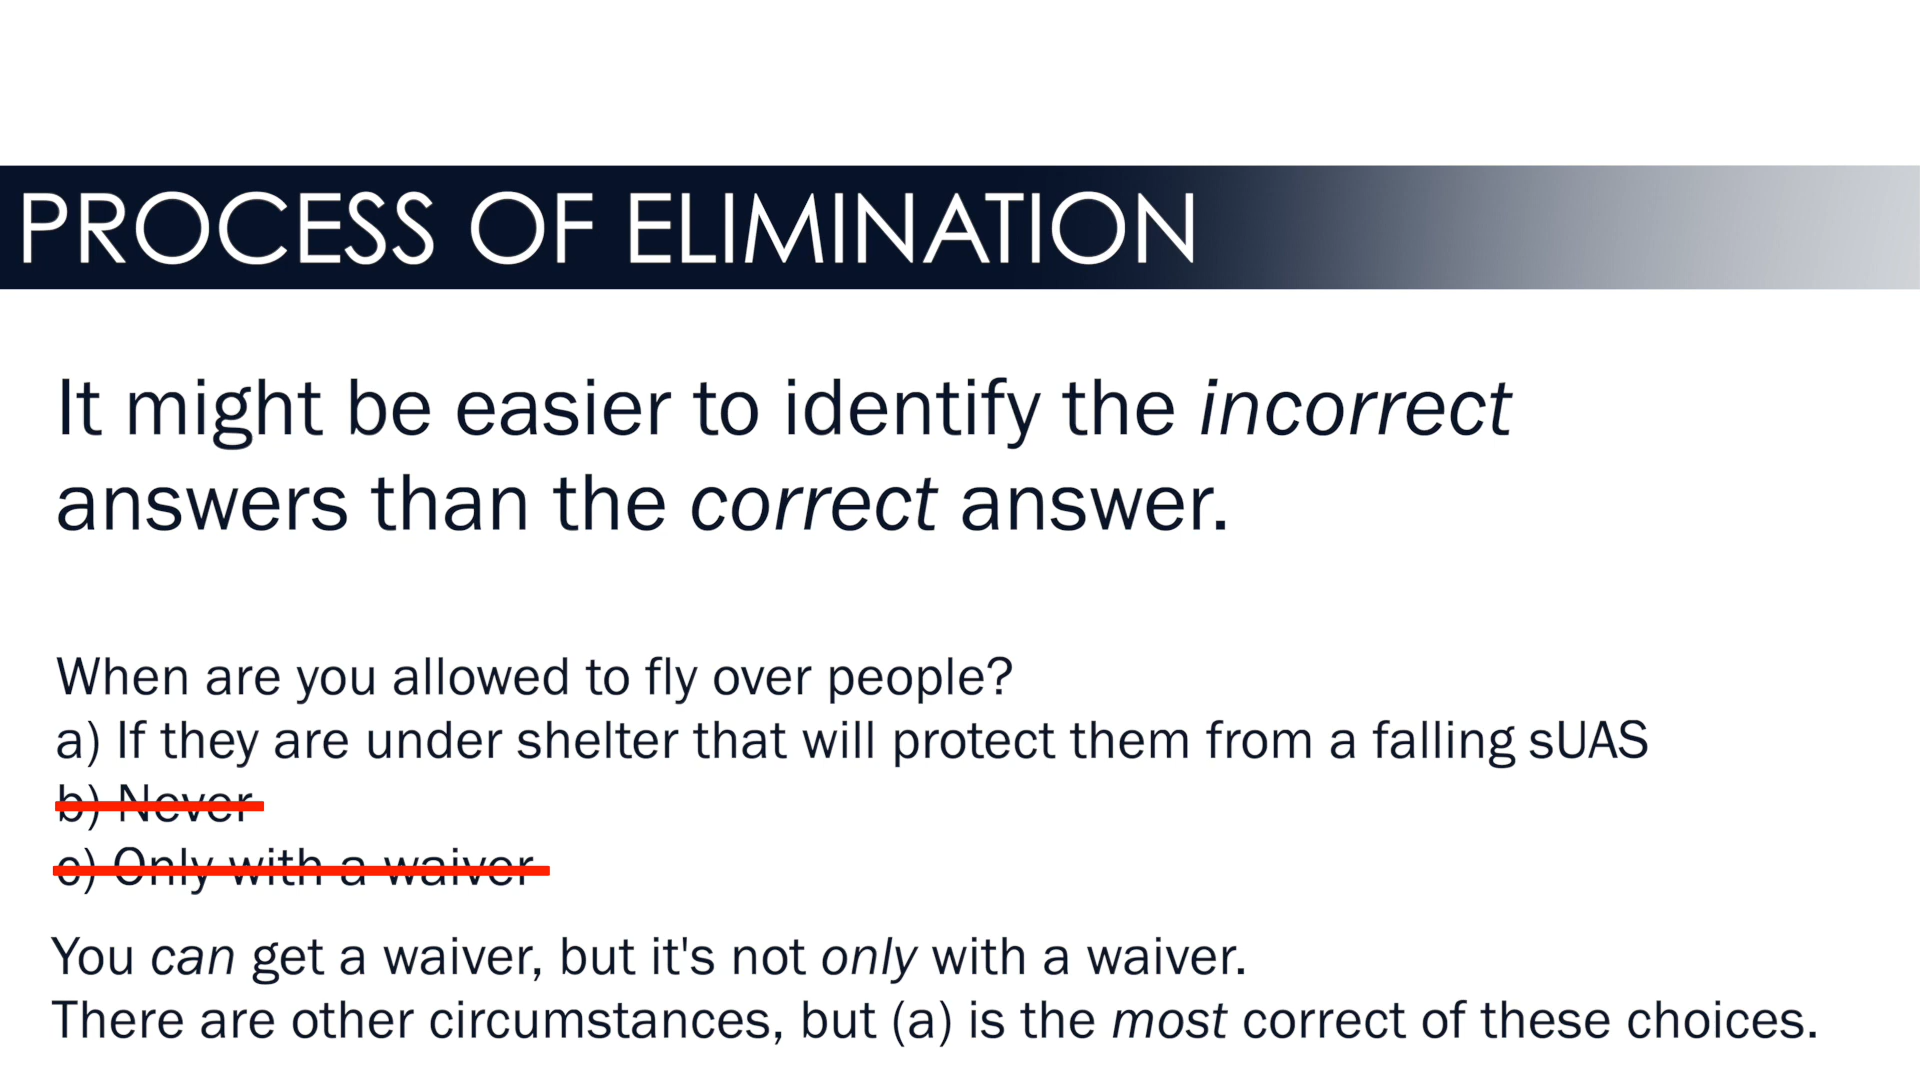 PROCESS OF ELIMINATION
It might be easier to identify the incorrect
answers than the correct answer.
When are you allowed to fly over people?
a) If they are under shelter that will protect them from a falling sUAS
b) Never
c) Only with a waiver
You can get a waiver, but it's not only with a waiver.
There are other circumstances, but (a) is the most correct of these choices.